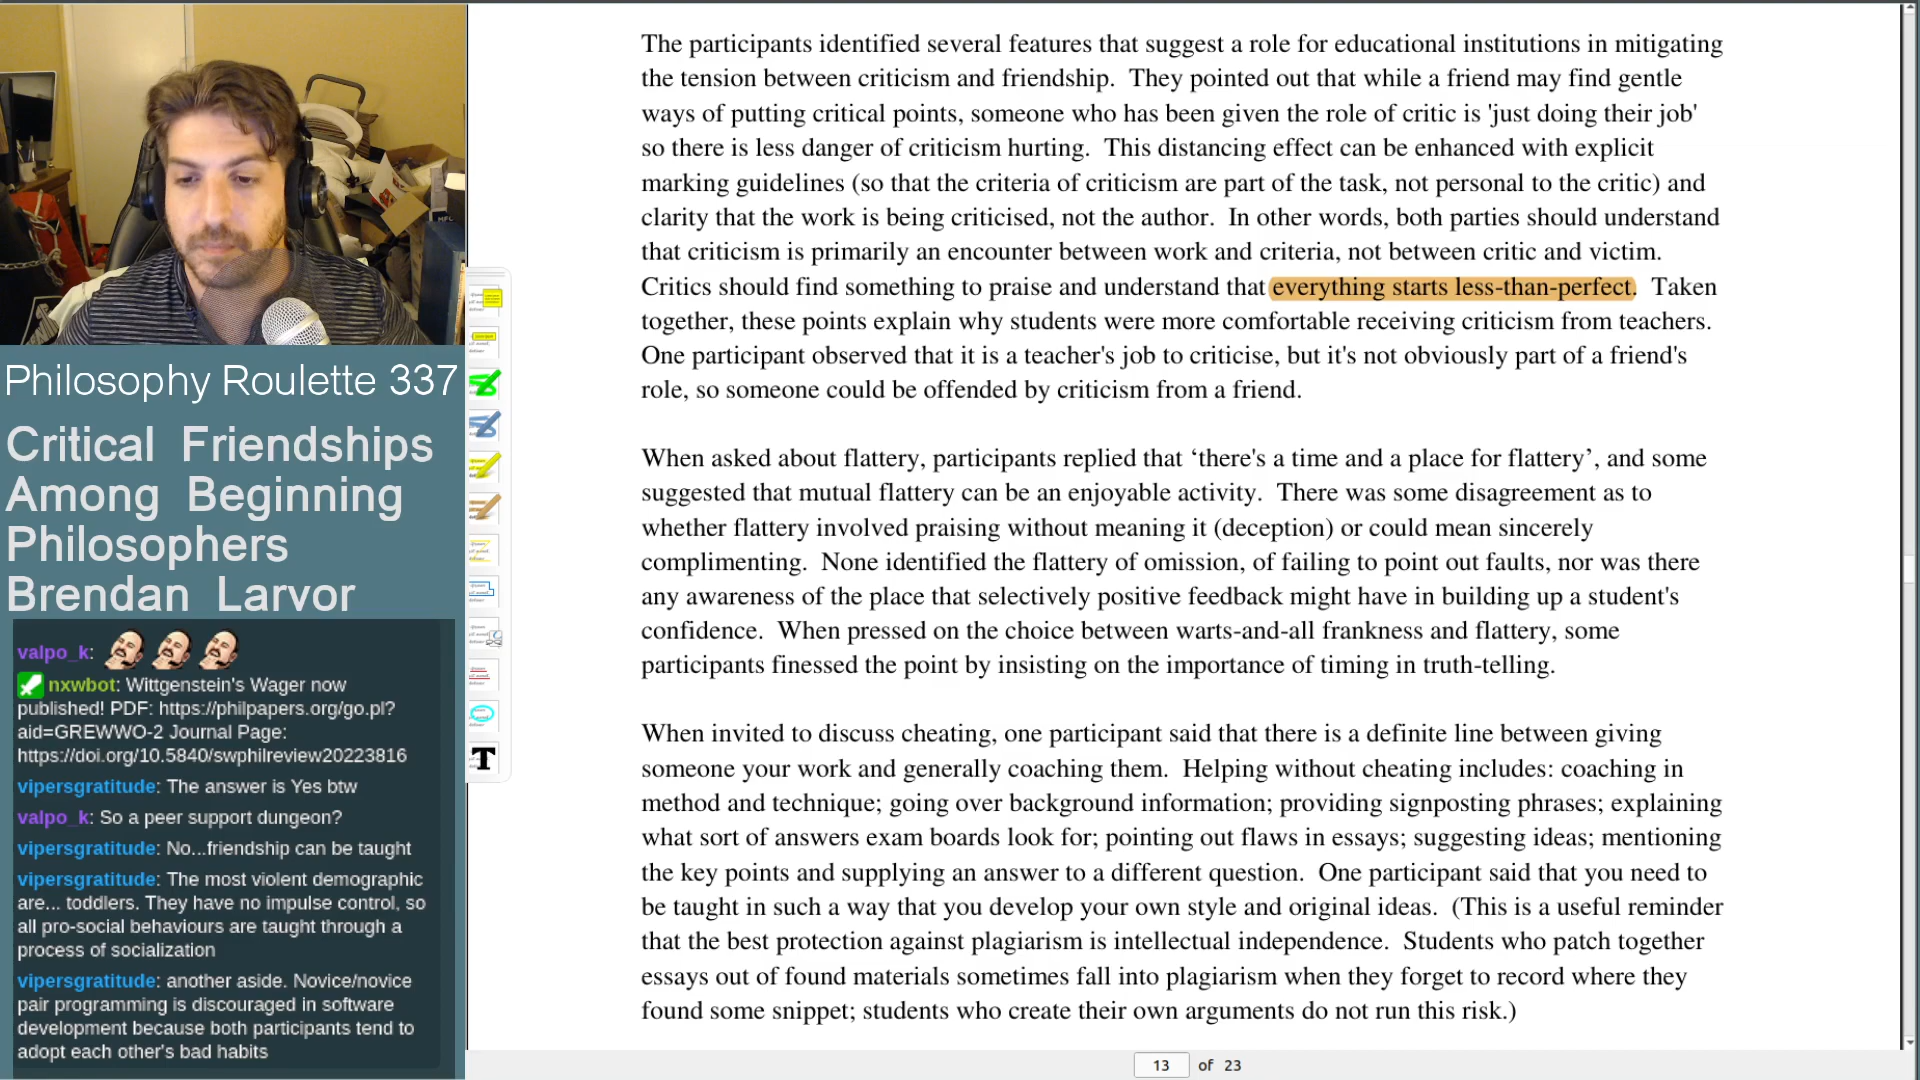 The participants identified several features that suggest a role for educational institutions in mitigating
the tension between criticism and friendship.  They pointed out that while a friend may find gentle
ways of putting critical points, someone who has been given the role of critic is 'just doing their job'
so there is less danger of criticism hurting.  This distancing effect can be enhanced with explicit
marking guidelines (so that the criteria of criticism are part of the task, not personal to the critic) and
clarity that the work is being criticised, not the author.  In other words, both parties should understand
that criticism is primarily an encounter between work and criteria, not between critic and victim.
Critics should find something to praise and understand that everything starts less-than-perfect.  Taken
together, these points explain why students were more comfortable receiving criticism from teachers.
One participant observed that it is a teacher's job to criticise, but it's not obviously part of a friend's
role, so someone could be offended by criticism from a friend.
When asked about flattery, participants replied that ‘there's a time and a place for flattery’, and some
suggested that mutual flattery can be an enjoyable activity.  There was some disagreement as to
whether flattery involved praising without meaning it (deception) or could mean sincerely
complimenting.  None identified the flattery of omission, of failing to point out faults, nor was there
any awareness of the place that selectively positive feedback might have in building up a student's
confidence.  When pressed on the choice between warts-and-all frankness and flattery, some
participants finessed the point by insisting on the importance of timing in truth-telling.
When invited to discuss cheating, one participant said that there is a definite line between giving
someone your work and generally coaching them.  Helping without cheating includes: coaching in
method and technique; going over background information; providing signposting phrases; explaining
what sort of answers exam boards look for; pointing out flaws in essays; suggesting ideas; mentioning
the key points and supplying an answer to a different question.  One participant said that you need to
be taught in such a way that you develop your own style and original ideas.  (This is a useful reminder
that the best protection against plagiarism is intellectual independence.  Students who patch together
essays out of found materials sometimes fall into plagiarism when they forget to record where they
found some snippet; students who create their own arguments do not run this risk.)
13 of 23
Philosophy Roulette 337
Critical Friendships
Among Beginning
Philosophers
Brendan Larvor
valpo_k:
nxwbot: Wittgenstein's Wager now
published! PDF: https://philpapers.org/go.pl?
aid=GREWWO-2 Journal Page:
https://doi.org/10.5840/swphilreview20223816
vipersgratitude: The answer is Yes btw
valpo_k: So a peer support dungeon?
vipersgratitude: No...friendship can be taught
vipersgratitude: The most violent demographic
are... toddlers. They have no impulse control, so
all pro-social behaviours are taught through a
process of socialization
vipersgratitude: another aside. Novice/novice
pair programming is discouraged in software
development because both participants tend to
adopt each other's bad habits
T